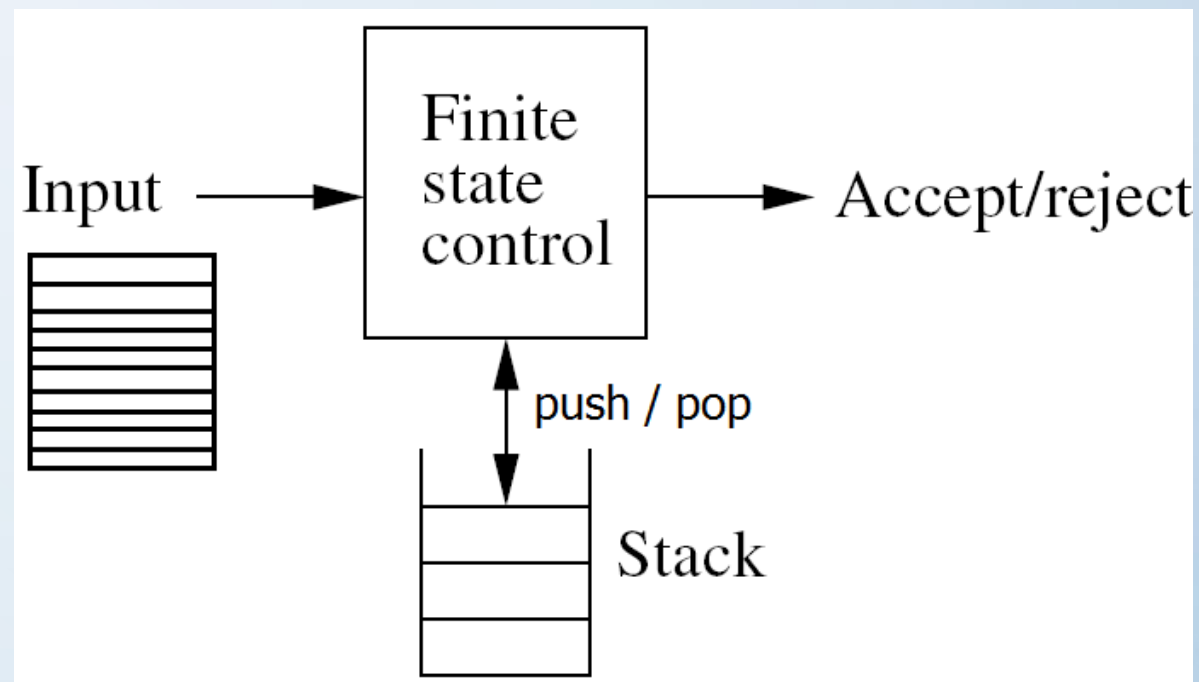 Finite
state
control
Input
Accept/reject
push / pop
Stack